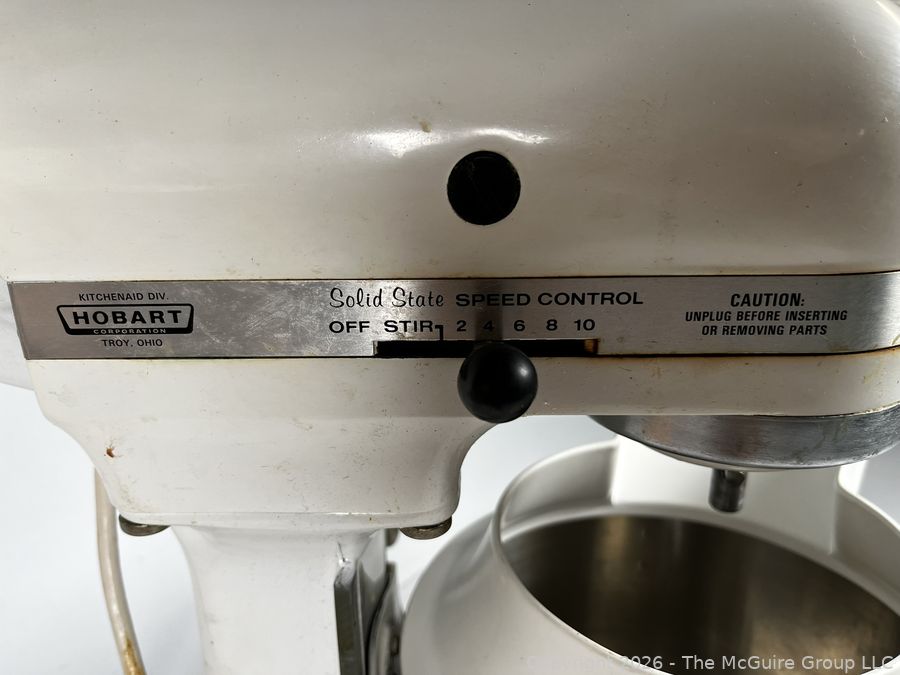 KITCHENAID DIV.
HOBART
CORPORATION
TROY, OHIO
Solid State SPEED CONTROL
OFF STIR 2 4 6 8 10
CAUTION:
UNPLUG BEFORE INSERTING
OR REMOVING PARTS
Copyright 2026 - The McGuire Group LLC